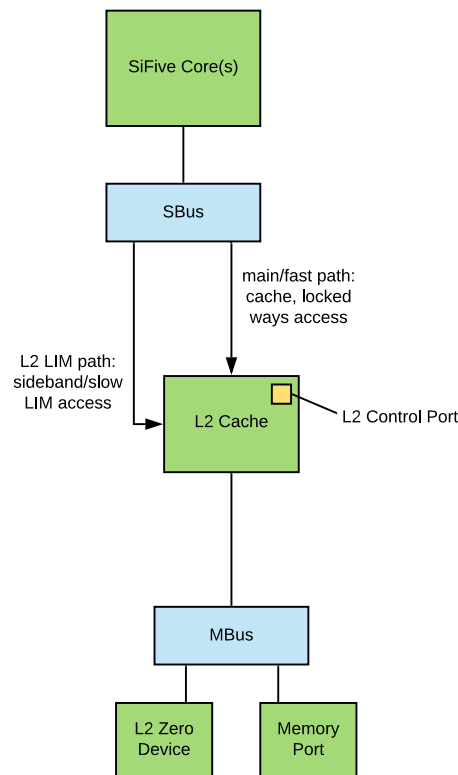 SiFive Core(s)
SBus
main/fast path:
cache, locked
ways access
L2 LIM path:
sideband/slow
LIM access
L2 Cache
L2 Control Port
MBus
L2 Zero
Device
Memory
Port